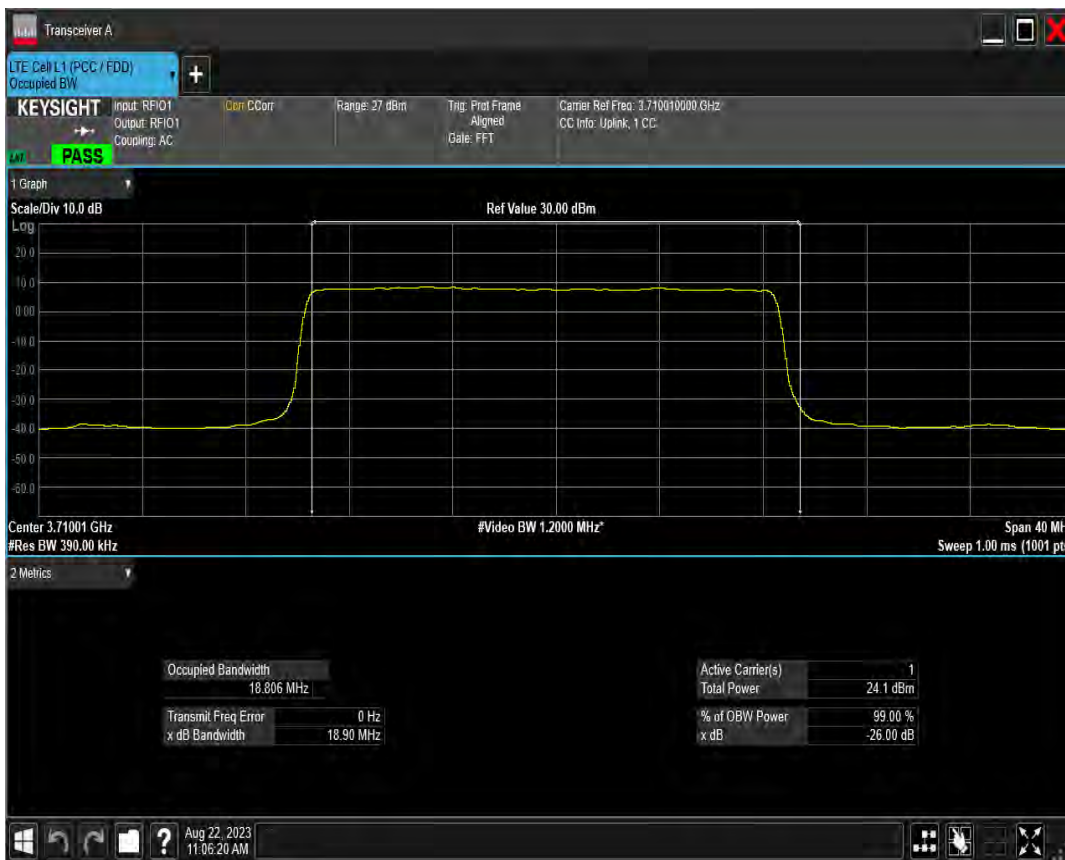 Transceiver A
LTE Cell L1 (PCC / FDD)
Occupied BW
+
KEYSIGHT
PASS
Input: RFIO1
Output: RFIO1
Coupling: AC
Corr CCorr
Range: 27 dBm
Trig: Prot Frame
Aligned
Gate: FFT
Carrier Ref Freq: 3.710010000 GHz
CC Info: Uplink, 1 CC
1 Graph
Scale/Div 10.0 dB
Ref Value 30.00 dBm
Log
20.0
10.0
0.00
-10.0
-20.0
-30.0
-40.0
-50.0
-60.0
Center 3.71001 GHz
#Video BW 1.2000 MHz*
Span 40 MH
#Res BW 390.00 kHz
Sweep 1.00 ms (1001 pt
2 Metrics
Occupied Bandwidth
18.806 MHz
Transmit Freq Error 0 Hz
x dB Bandwidth 18.90 MHz
Active Carrier(s) 1
Total Power 24.1 dBm
% of OBW Power 99.00 %
x dB -26.00 dB
?
Aug 22, 2023
11:06:20 AM